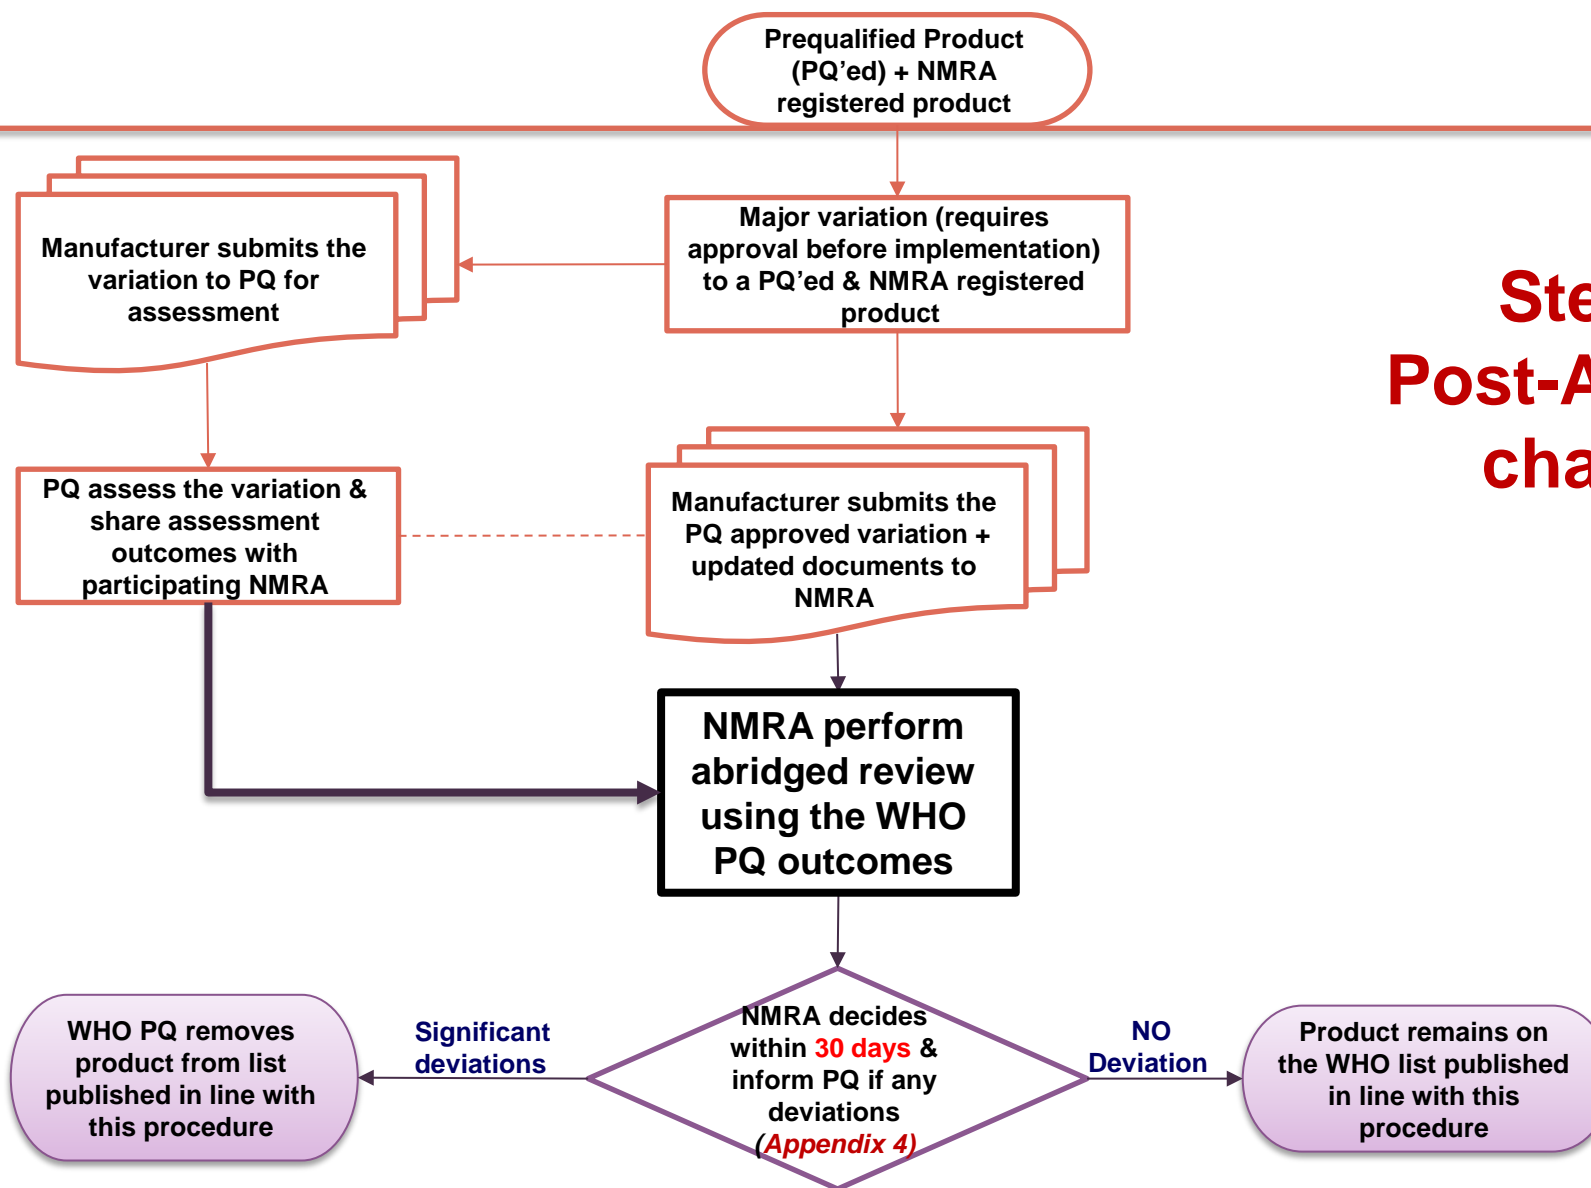 Prequalified Product
(PQ’ed) + NMRA
registered product
Major variation (requires
approval before implementation)
to a PQ’ed & NMRA registered
product
Manufacturer submits the
variation to PQ for
assessment
Post-A
PQ assess the variation &
share assessment
outcomes with
participating NMRA
Manufacturer submits the
PQ approved variation +
updated documents to
NMRA
NMRA perform
abridged review
using the WHO
PQ outcomes
NMRA decides
within 30 days &
inform PQ if any
deviations
(Appendix 4)
Significant
deviations
WHO PQ removes
product from list
published in line with
this procedure
NO
Deviation
Product remains on
the WHO list published
in line with this
procedure